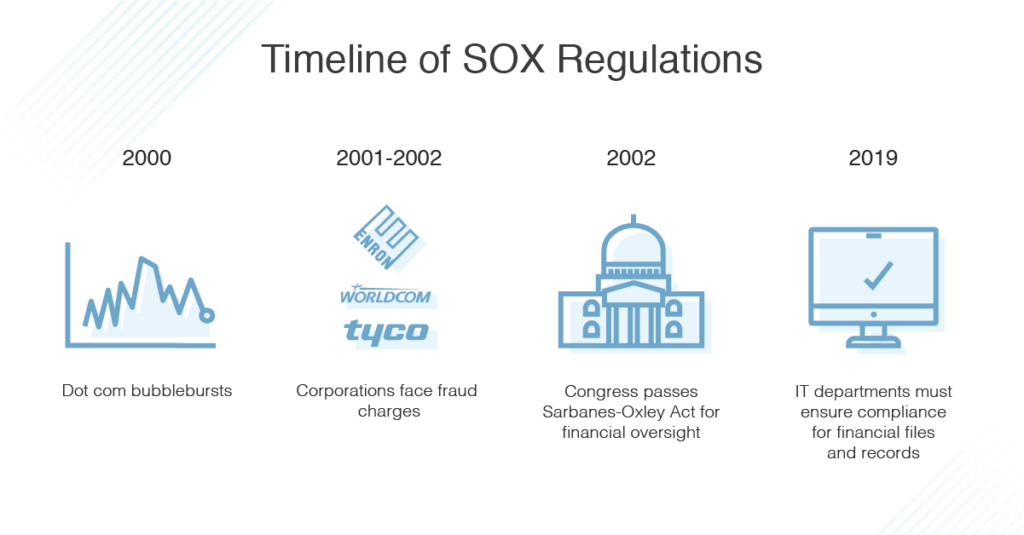 Timeline of SOX Regulations
2000
2001-2002
2002
2019
ENRON
WORLDCOM
tyco
Dot com bubblebursts
Corporations face fraud
charges
Congress passes
Sarbanes-Oxley Act for
financial oversight
IT departments must
ensure compliance
for financial files
and records